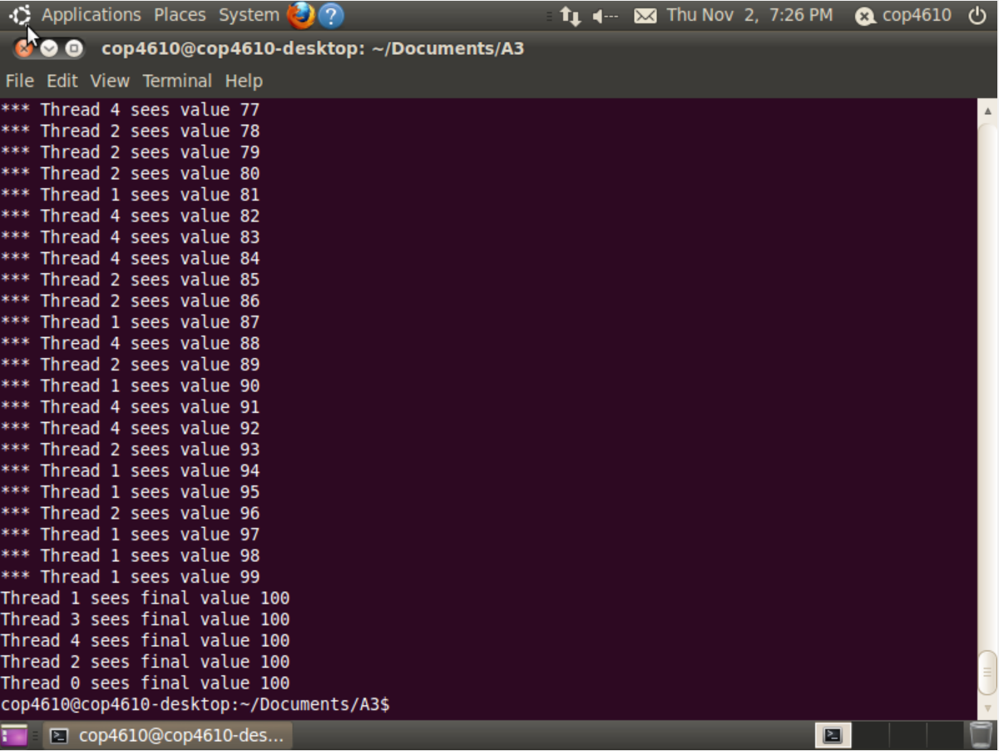 Applications Places System ? Thu Nov 2, 7:26 PM cop4610
cop4610@cop4610-desktop: ~/Documents/A3
File Edit View Terminal Help
*** Thread 4 sees value 77
*** Thread 2 sees value 78
*** Thread 2 sees value 79
*** Thread 2 sees value 80
*** Thread 1 sees value 81
*** Thread 4 sees value 82
*** Thread 4 sees value 83
*** Thread 4 sees value 84
*** Thread 2 sees value 85
*** Thread 2 sees value 86
*** Thread 1 sees value 87
*** Thread 4 sees value 88
*** Thread 2 sees value 89
*** Thread 1 sees value 90
*** Thread 4 sees value 91
*** Thread 4 sees value 92
*** Thread 2 sees value 93
*** Thread 1 sees value 94
*** Thread 1 sees value 95
*** Thread 2 sees value 96
*** Thread 1 sees value 97
*** Thread 1 sees value 98
*** Thread 1 sees value 99
Thread 1 sees final value 100
Thread 3 sees final value 100
Thread 4 sees final value 100
Thread 2 sees final value 100
Thread 0 sees final value 100
cop4610@cop4610-desktop:~/Documents/A3$
cop4610@cop4610-des...